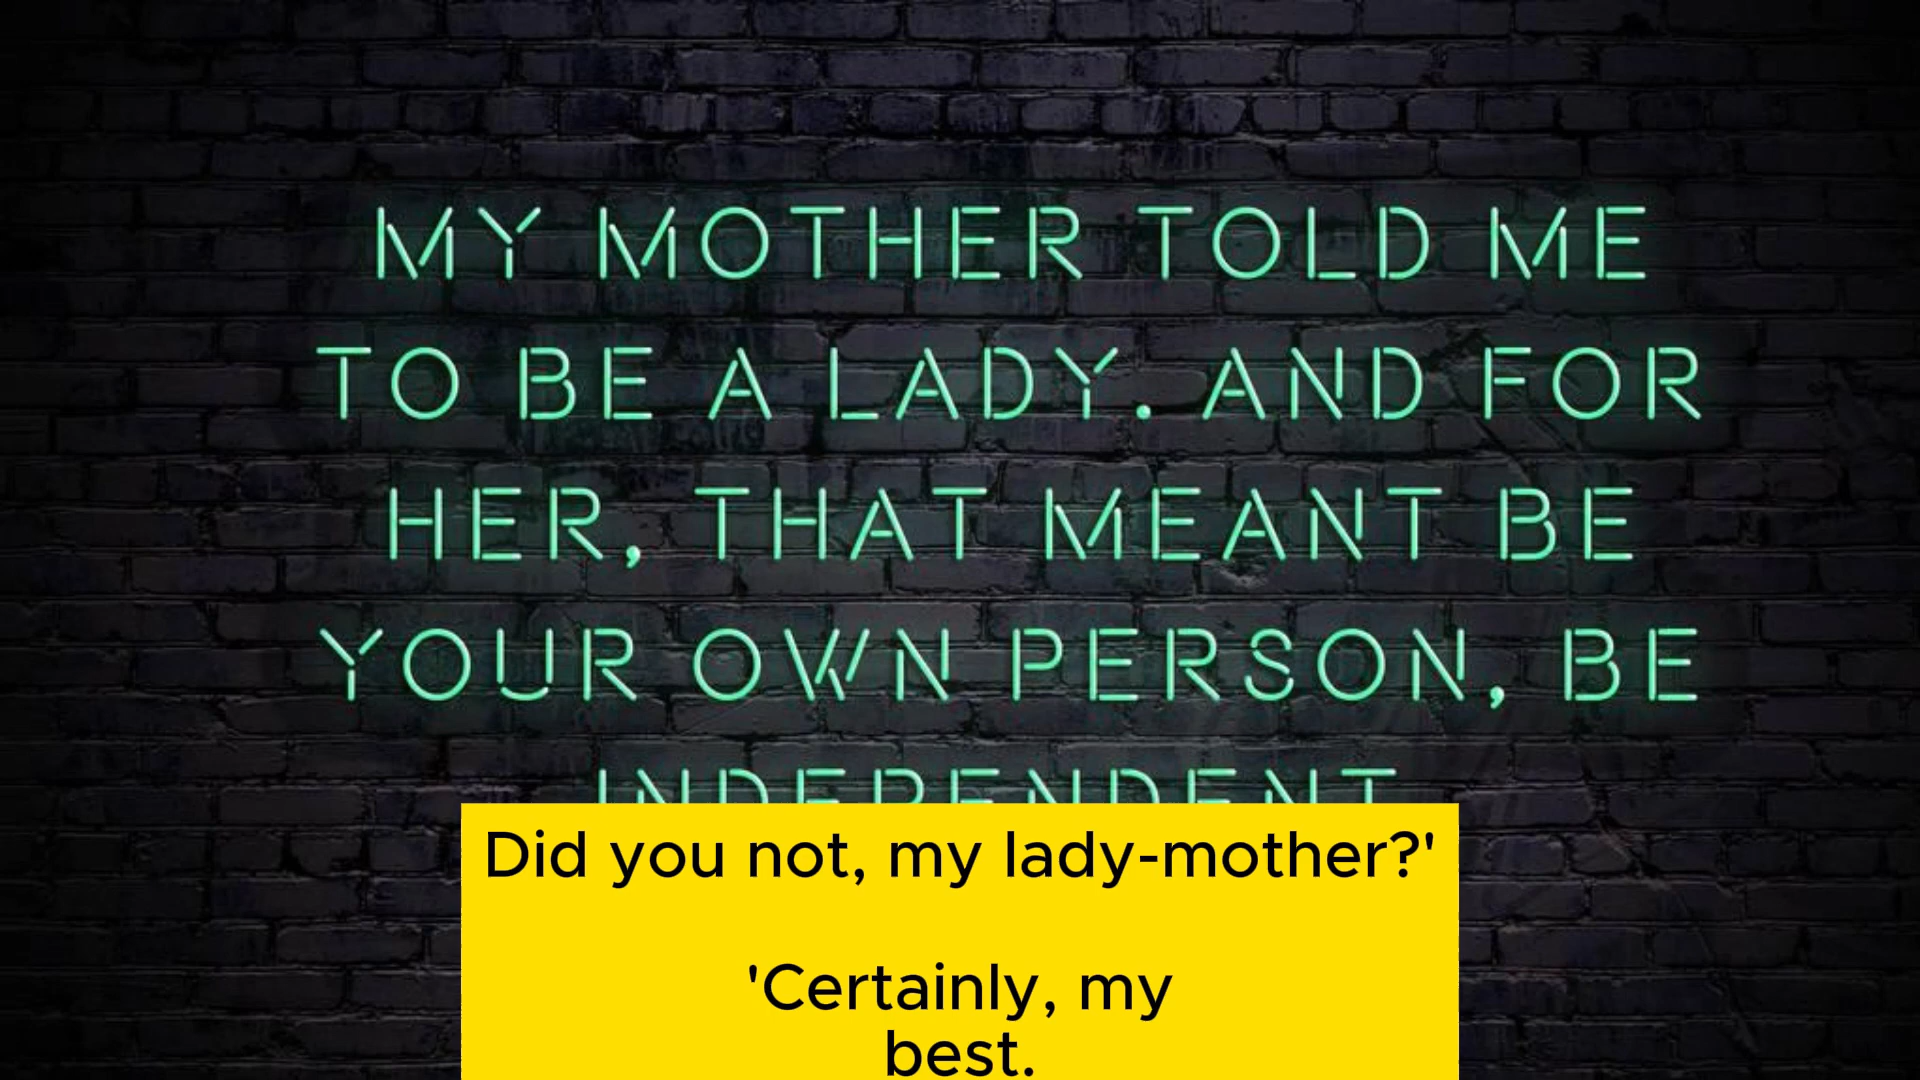 MY MOTHER TOLD ME
TO BE A LADY. AND FOR
HER, THAT MEANT BE
YOUR OWN PERSON, BE
INDEPENDENT
Did you not, my lady-mother?'
'Certainly, my
best.